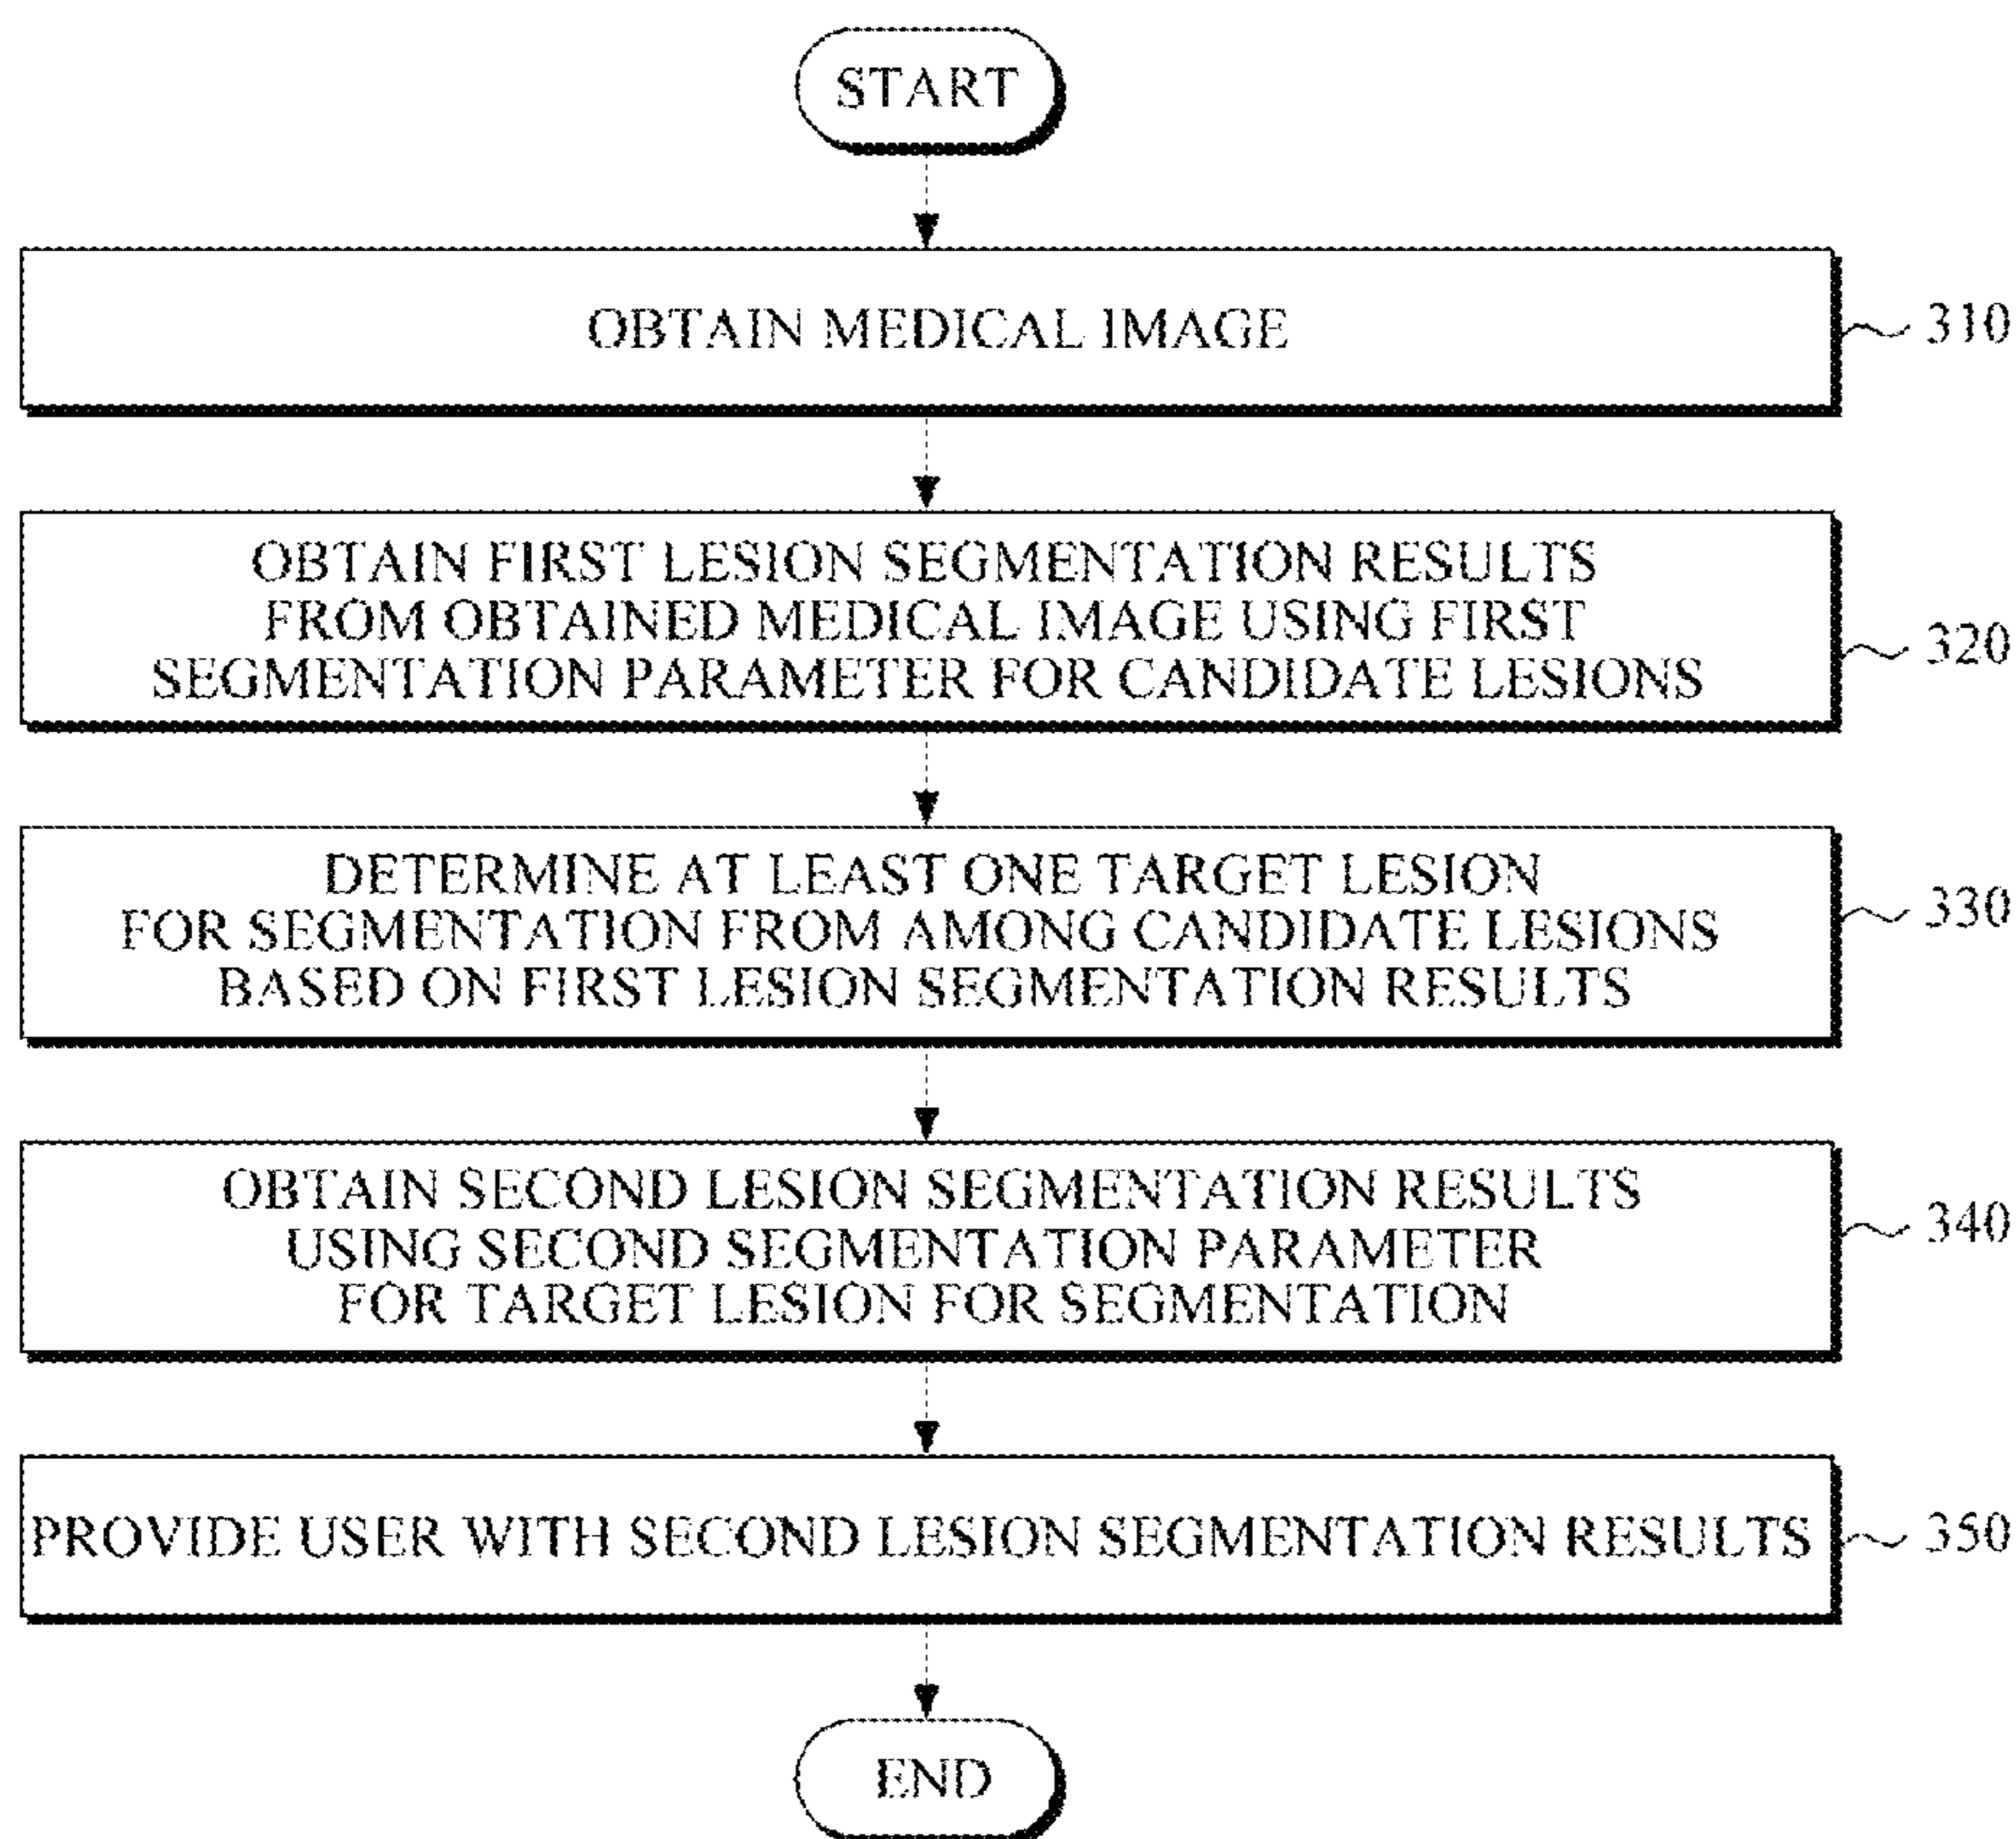 START
OBTAIN MEDICAL IMAGE
310
OBTAIN FIRST LESION SEGMENTATION RESULTS
FROM OBTAINED MEDICAL IMAGE USING FIRST
SEGMENTATION PARAMETER FOR CANDIDATE LESIONS
320
DETERMINE AT LEAST ONE TARGET LESION
FOR SEGMENTATION FROM AMONG CANDIDATE LESIONS
BASED ON FIRST LESION SEGMENTATION RESULTS
330
OBTAIN SECOND LESION SEGMENTATION RESULTS
USING SECOND SEGMENTATION PARAMETER
FOR TARGET LESION FOR SEGMENTATION
340
PROVIDE USER WITH SECOND LESION SEGMENTATION RESULTS
350
END